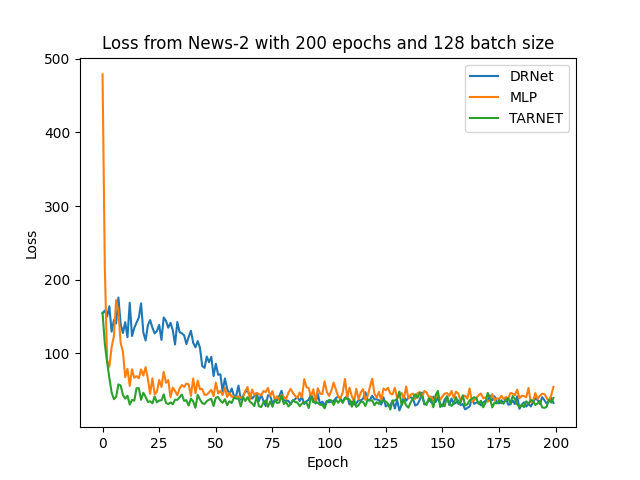 Loss from News-2 with 200 epochs and 128 batch size
DRNet
MLP
TARNET
Loss
500
400
300
200
100
0 25 50 75 100 125 150 175 200
Epoch